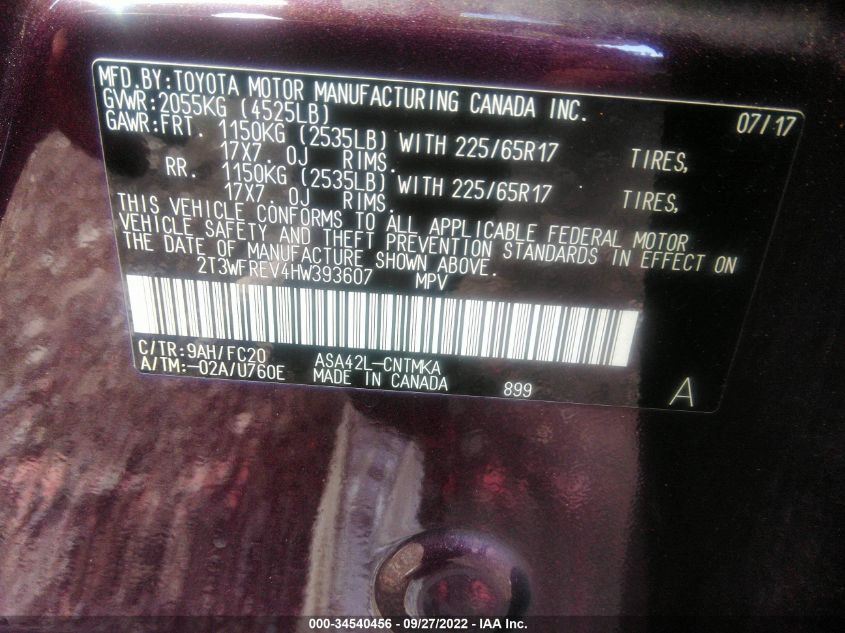 MFD.BY:TOYOTA MOTOR MANUFACTURING CANADA INC. 07/17
GVWR:2055KG (4525LB)
GAWR:FRT. 1150KG (2535LB) WITH 225/65R17 TIRES,
17X7. 0J RIMS.
RR. 1150KG (2535LB) WITH 225/65R17 TIRES,
17X7. 0J RIMS.
THIS VEHICLE CONFORMS TO ALL APPLICABLE FEDERAL MOTOR
VEHICLE SAFETY AND THEFT PREVENTION STANDARDS IN EFFECT ON
THE DATE OF MANUFACTURE SHOWN ABOVE.
2T3WFREV4HW393607 MPV
C/TR:9AH/FC20 ASA42L-CNTMKA
A/TM:-02A/U760E MADE IN CANADA 899 A
000-34540456 - 09/27/2022 - IAA Inc.